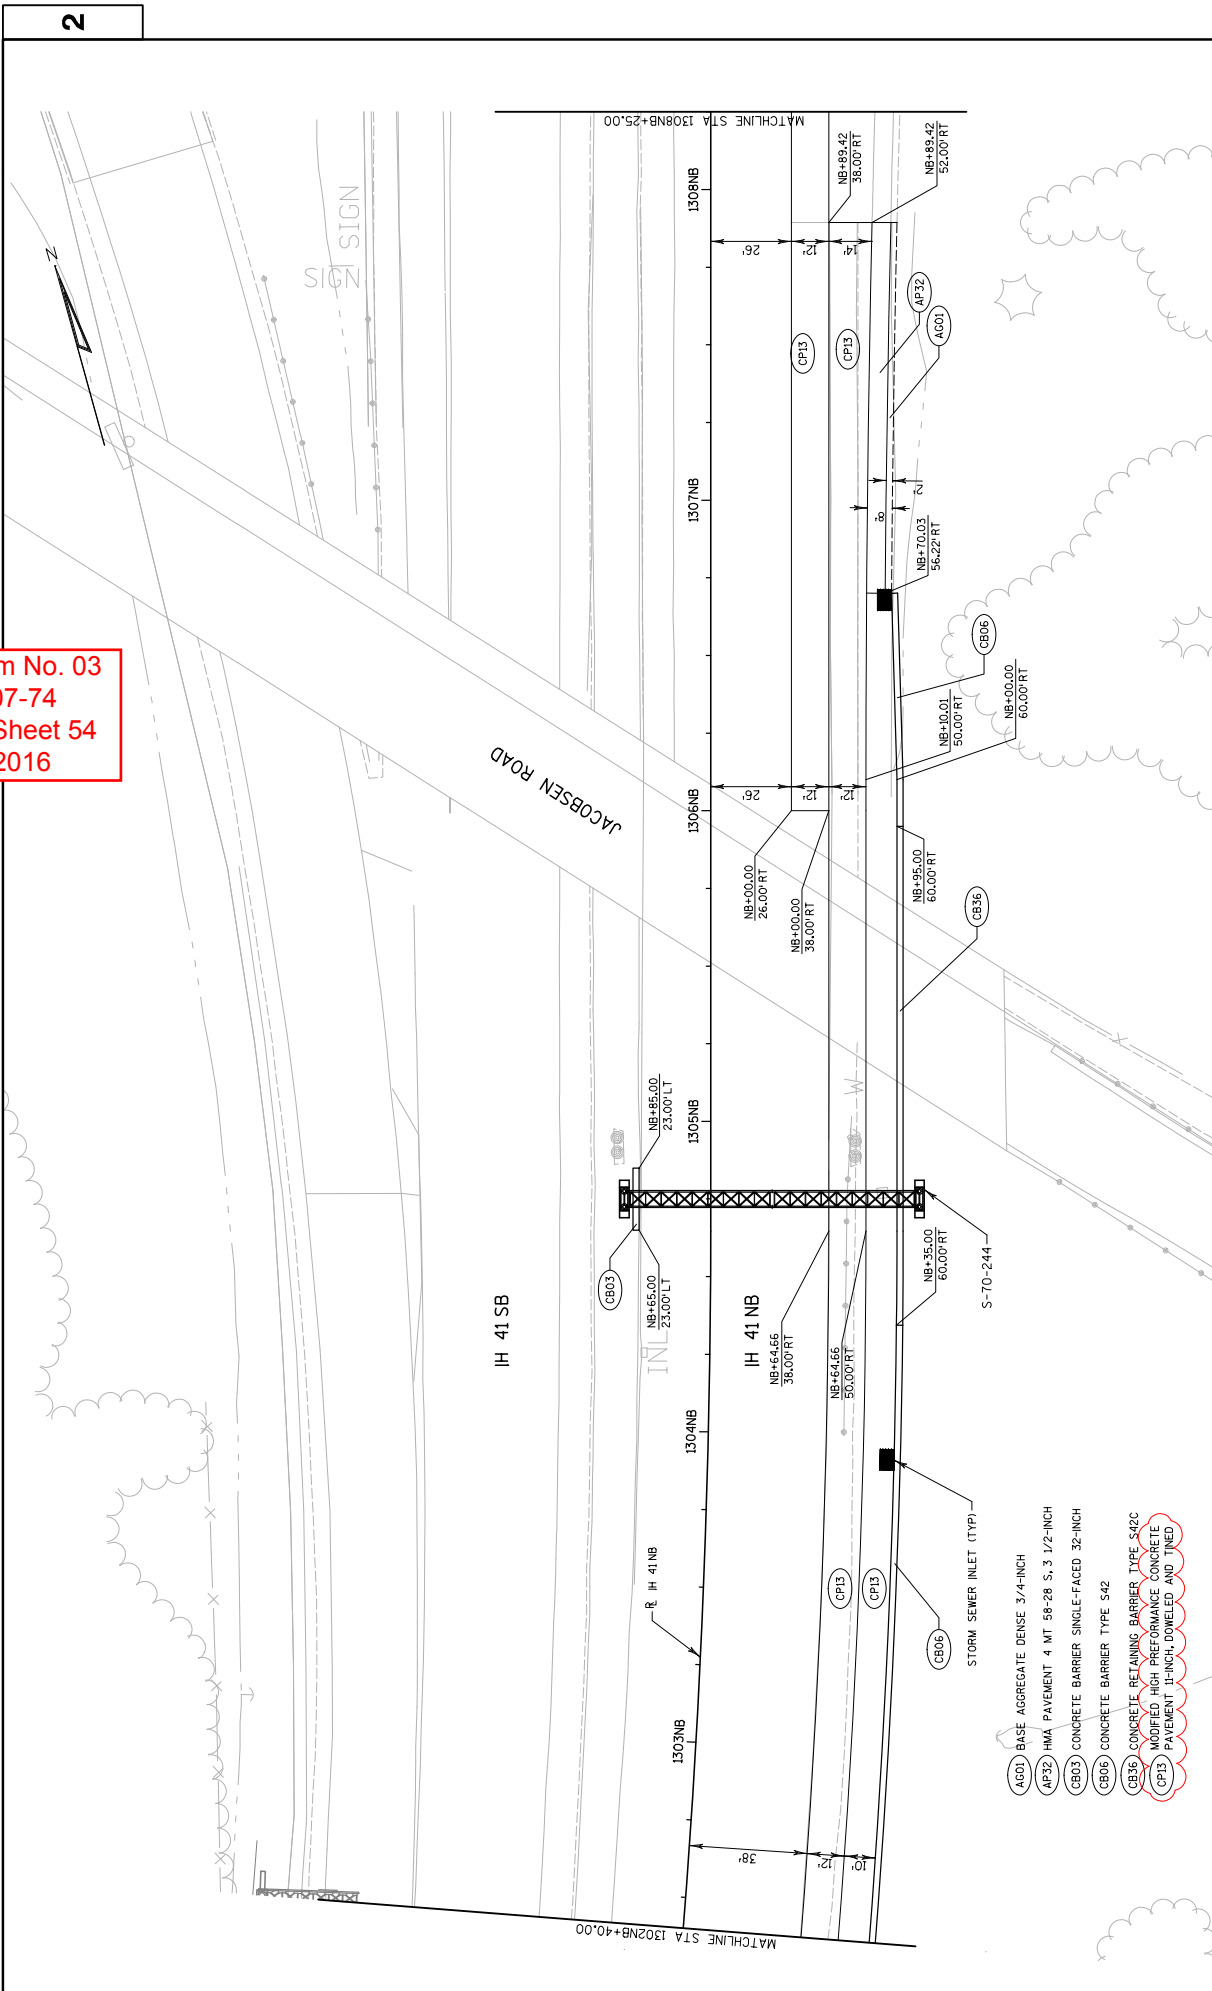 2
m No. 03
07-74
Sheet 54
2016
MATCHLINE STA 1308NB+25.00
N
SIGN
SIGN
1308NB
NB+89.42
38.00' RT
NB+89.42
52.00' RT
26'
12'
14'
CP13
CP13
AP32
AG01
1307NB
2'
8'
NB+70.03
56.22' RT
CB06
NB+10.01
50.00' RT
NB+00.00
60.00' RT
JACOBSEN ROAD
26'
12'
12'
1306NB
NB+00.00
26.00' RT
NB+00.00
38.00' RT
NB+95.00
60.00' RT
CB36
NB+85.00
23.00' LT
1305NB
W
CB03
NB+65.00
23.00' LT
INL
IH 41 SB
IH 41 NB
NB+64.66
38.00' RT
NB+64.66
50.00' RT
NB+35.00
60.00' RT
S-70-244
1304NB
R IH 41 NB
CP13
CP13
CB06
STORM SEWER INLET (TYP)
1303NB
38'
12'
10'
MATCHLINE STA 1302NB+40.00
AG01 BASE AGGREGATE DENSE 3/4-INCH
AP32 HMA PAVEMENT 4 MT 58-28 S, 3 1/2-INCH
CB03 CONCRETE BARRIER SINGLE-FACED 32-INCH
CB06 CONCRETE BARRIER TYPE S42
CB36 CONCRETE RETAINING BARRIER TYPE S42C
CP13 MODIFIED HIGH PREFORMANCE CONCRETE
PAVEMENT 11-INCH, DOWELED AND TINED